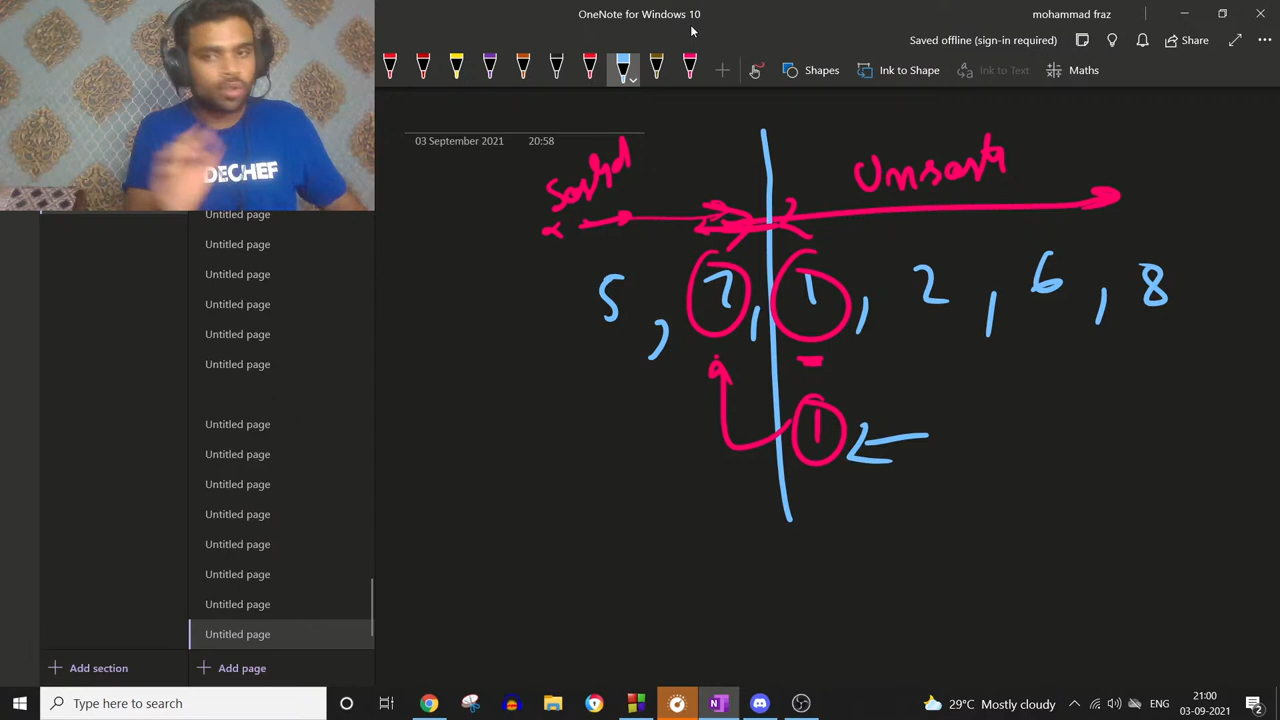 OneNote for Windows 10
mohammad fraz
Saved offline (sign-in required)
Share
Shapes
Ink to Shape
Ink to Text
Maths
DECHEF
03 September 2021 20:58
Sorted
Unsort
5, 7, 1, 2, 6, 8
1
Untitled page
Untitled page
Untitled page
Untitled page
Untitled page
Untitled page
Untitled page
Untitled page
Untitled page
Untitled page
Untitled page
Untitled page
Untitled page
Untitled page
Add section
Add page
Type here to search
29°C Mostly cloudy
ENG
21:00
03-09-2021
2